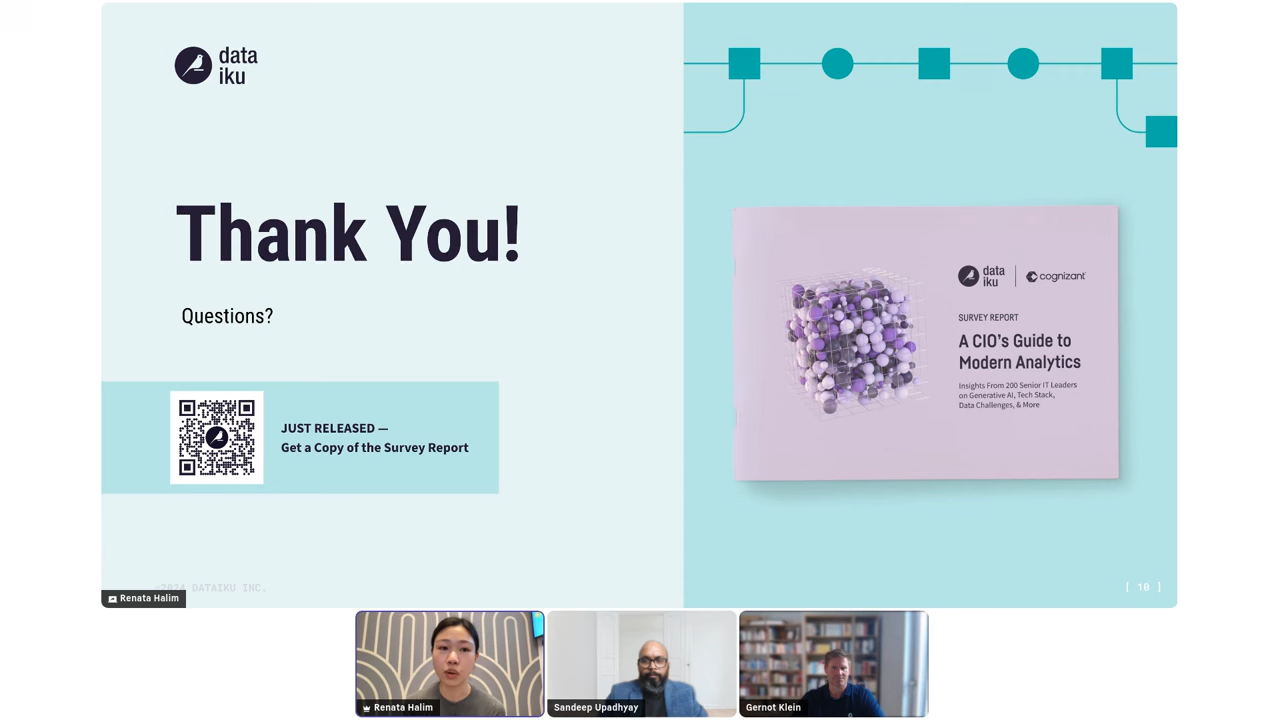 data
iku
Thank You!
Questions?
JUST RELEASED —
Get a Copy of the Survey Report
data
iku
cognizant
SURVEY REPORT
A CIO's Guide to
Modern Analytics
Insights From 200 Senior IT Leaders
on Generative AI, Tech Stack,
Data Challenges, & More
©2024 DATAIKU INC.
[ 10 ]
Renata Halim
Renata Halim
Sandeep Upadhyay
Gernot Klein